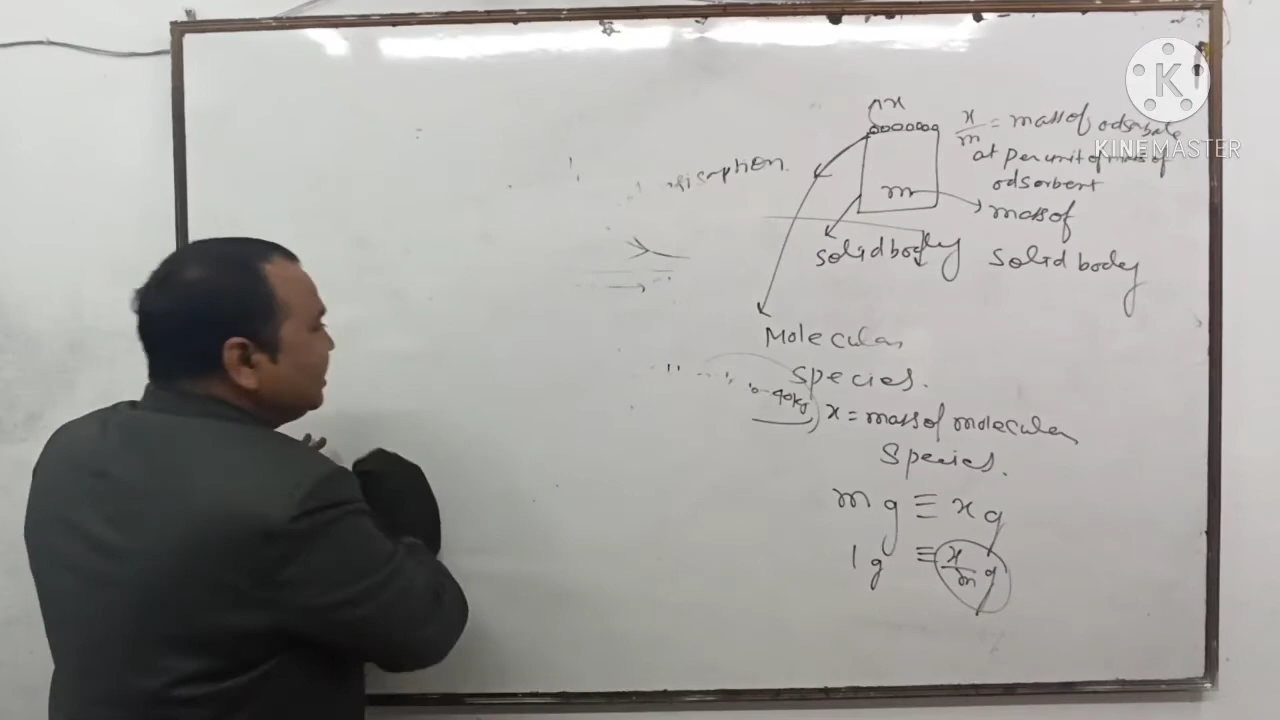 x
x/m = mass of adsorbate
at per unit of mass of
adsorbent
m
mass of
solid body
solid body
Molecular
Species.
40kg
x = mass of molecular
Species.
m g ≡ x g
1 g ≡ x/m g
K
KINEMASTER